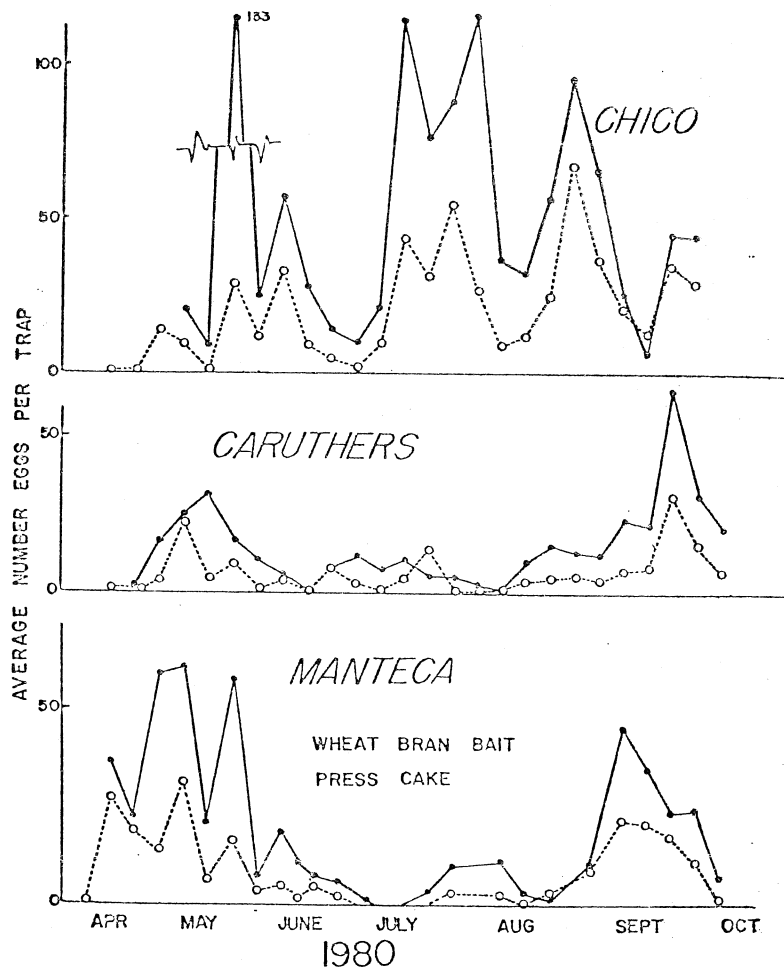 133
100
CHICO
50
0
AVERAGE NUMBER EGGS PER TRAP
50
CARUTHERS
0
MANTECA
50
WHEAT BRAN BAIT
PRESS CAKE
0
APR MAY JUNE JULY AUG SEPT OCT
1980